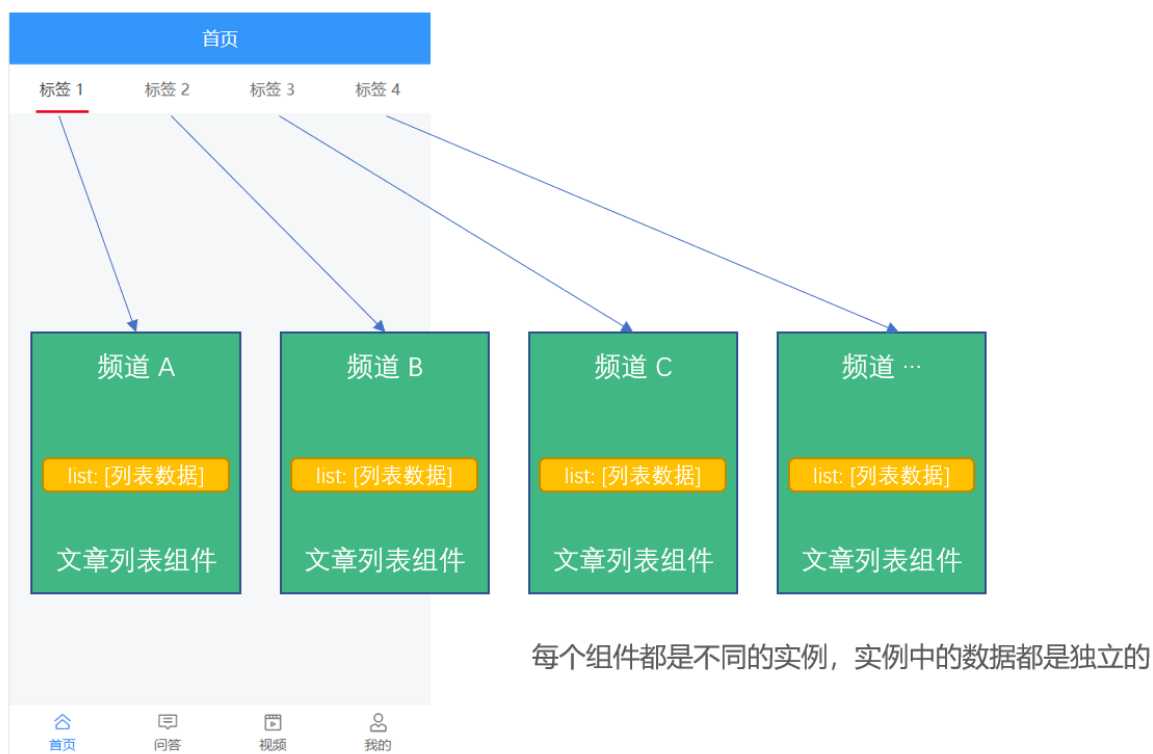 首页
标签 1
标签 2
标签 3
标签 4
频道 A
频道 B
频道 C
频道 ···
list: [列表数据]
list: [列表数据]
list: [列表数据]
list: [列表数据]
文章列表组件
文章列表组件
文章列表组件
文章列表组件
每个组件都是不同的实例，实例中的数据都是独立的
首页
问答
视频
我的